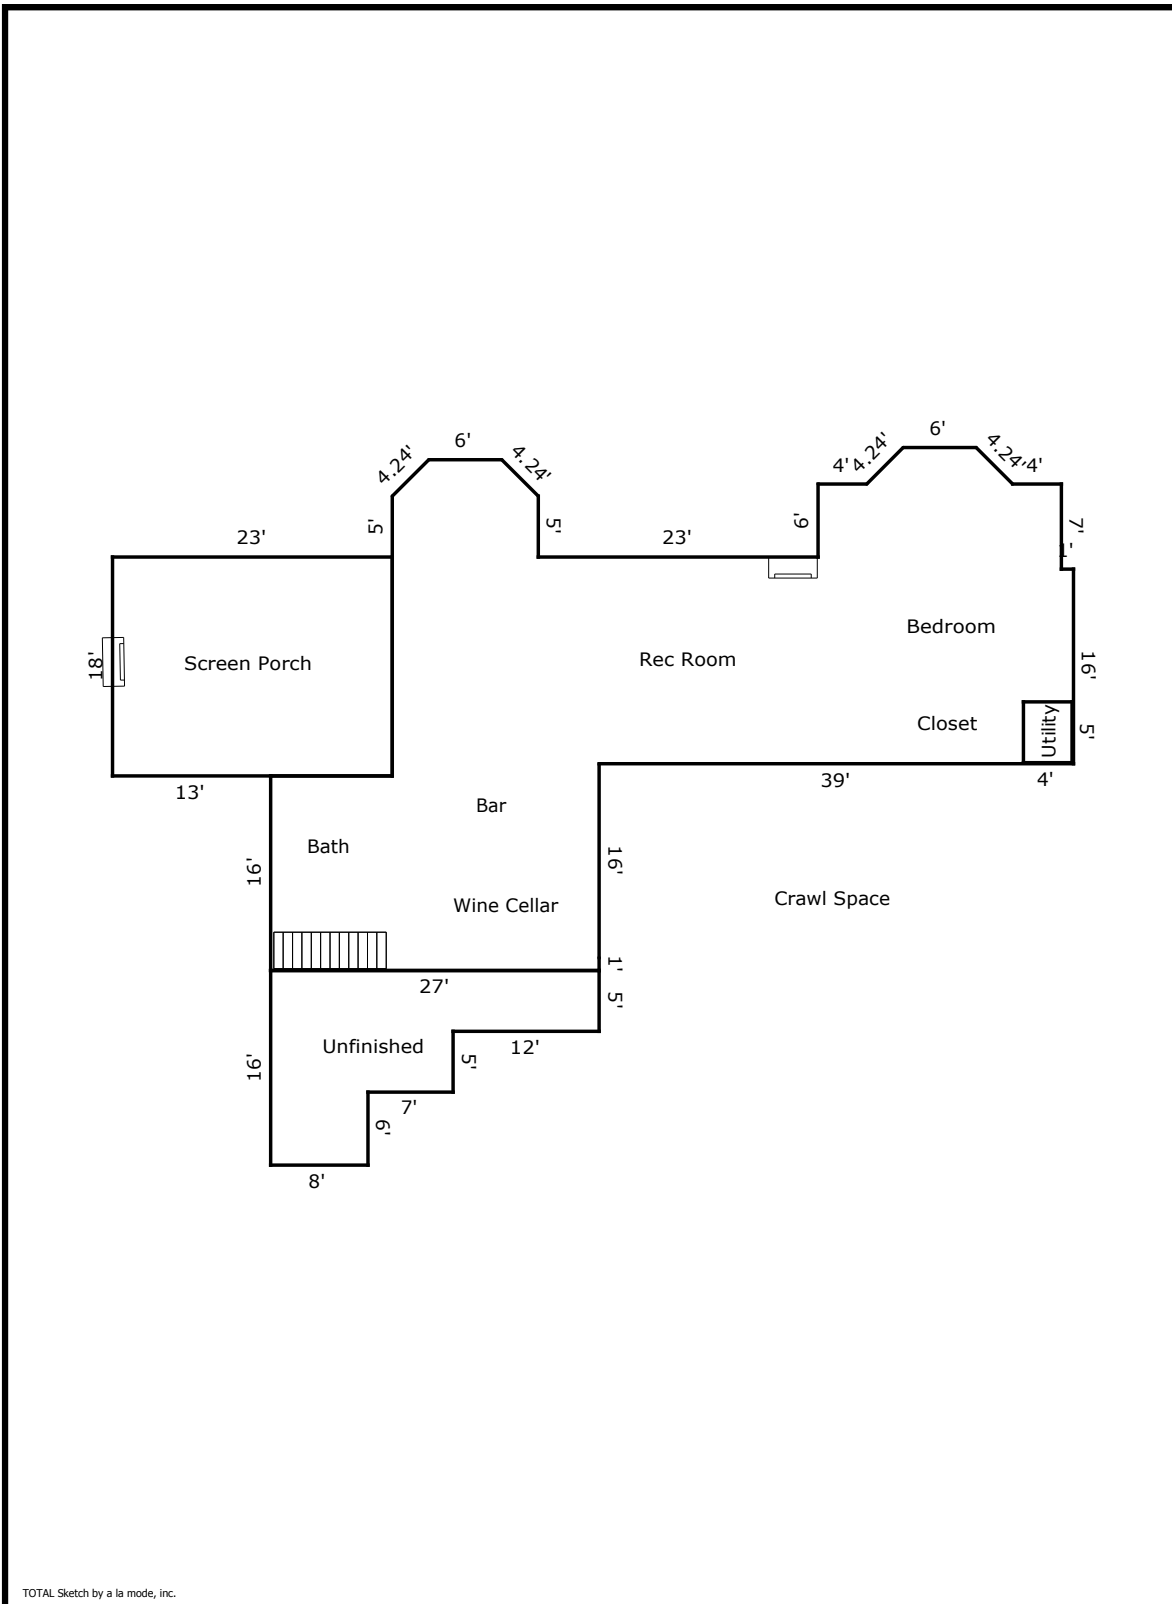 6'
6'
4.24'
4.24'
4'
4.24'
4.24'
4'
5'
5'
6'
7'
23'
23'
1'
18'
Screen Porch
Rec Room
Bedroom
16'
Closet
Utility
5'
13'
39'
4'
Bar
Bath
16'
16'
Wine Cellar
Crawl Space
1'
27'
5'
Unfinished
12'
16'
5'
7'
6'
8'
TOTAL Sketch by a la mode, inc.